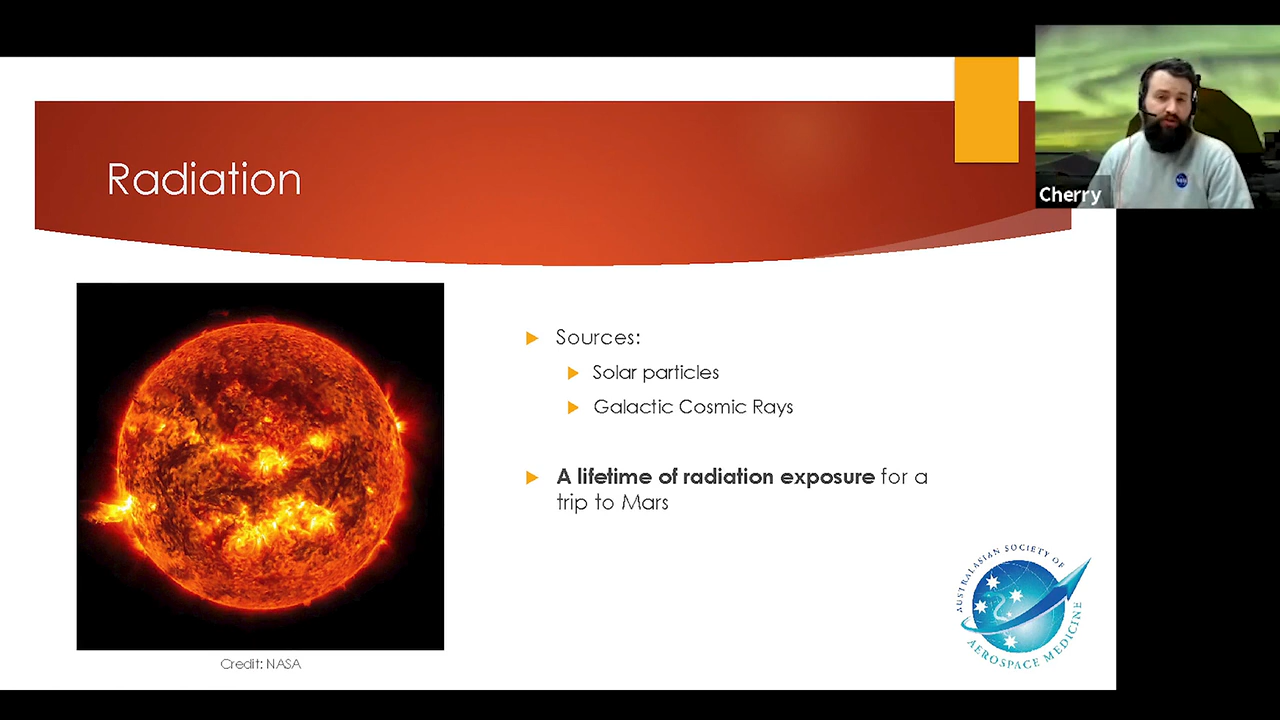 Radiation
Cherry
Sources:
Solar particles
Galactic Cosmic Rays
A lifetime of radiation exposure for a
trip to Mars
AUSTRALASIAN SOCIETY OF
AEROSPACE MEDICINE
Credit: NASA